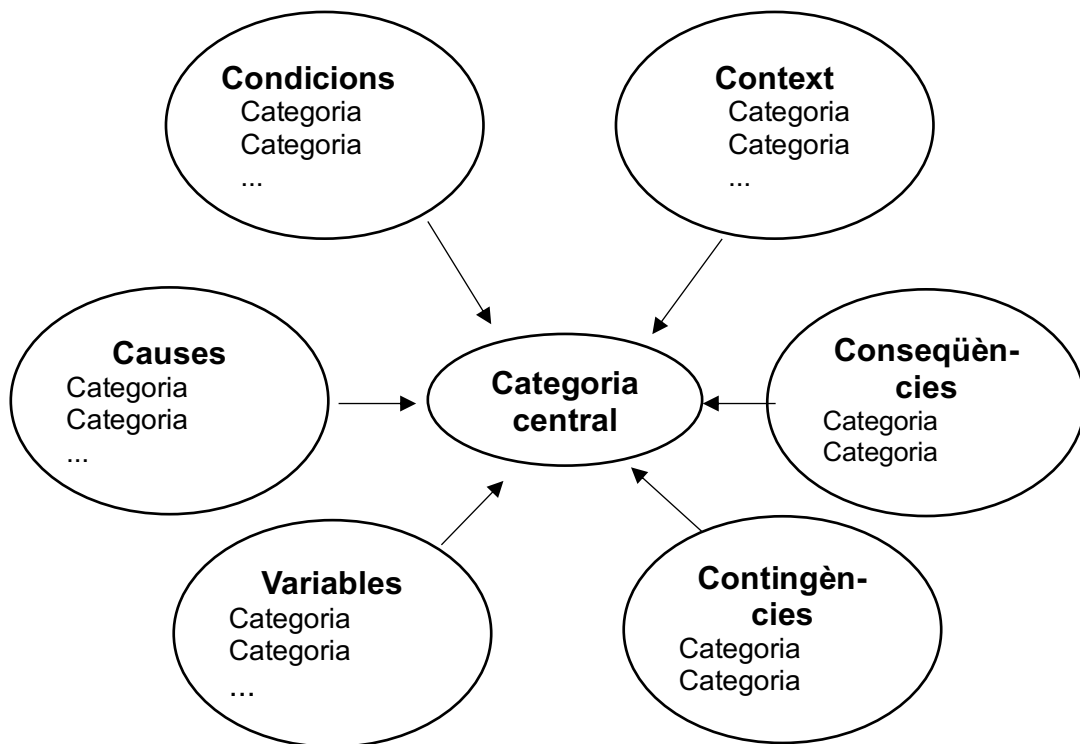 Condicions
Categoria
Categoria
...
Context
Categoria
Categoria
...
Causes
Categoria
Categoria
...
Categoria
central
Conseqüèn-
cies
Categoria
Categoria
Variables
Categoria
Categoria
...
Contingèn-
cies
Categoria
Categoria